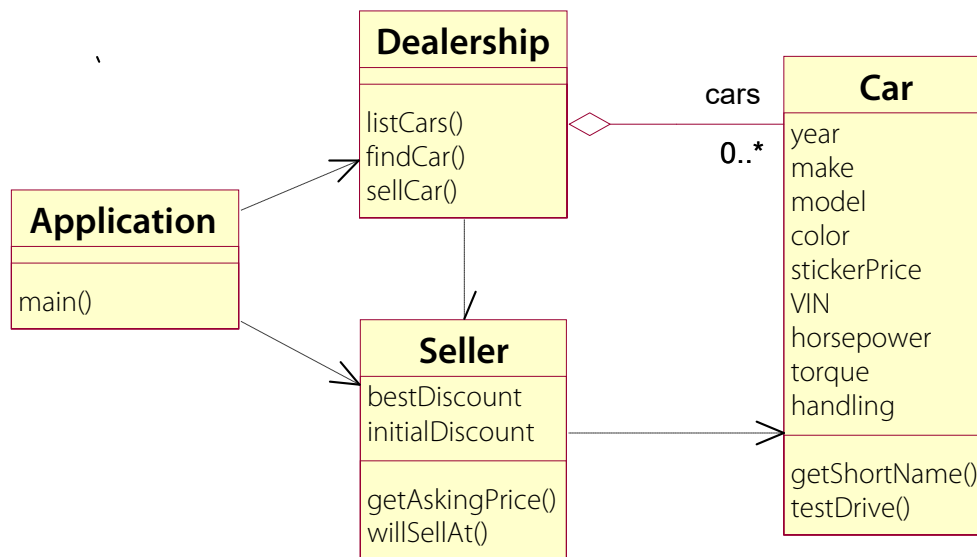 Dealership
listCars()
findCar()
sellCar()
cars
0..*
Car
year
make
model
color
stickerPrice
VIN
horsepower
torque
handling
getShortName()
testDrive()
Application
main()
Seller
bestDiscount
initialDiscount
getAskingPrice()
willSellAt()